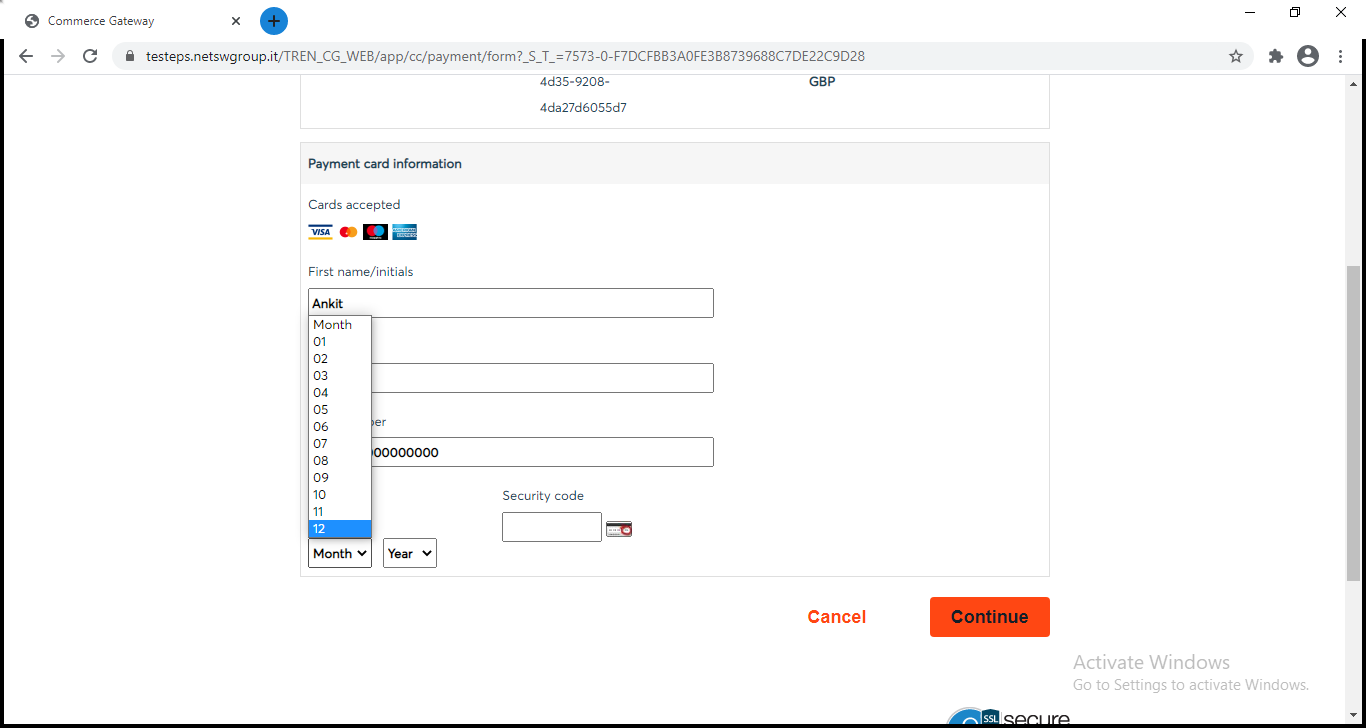 Commerce Gateway
testeps.netswgroup.it/TREN_CG_WEB/app/cc/payment/form?_S_T_=7573-0-F7DCFBB3A0FE3B8739688C7DE22C9D28
4d35-9208-
GBP
4da27d6055d7
Payment card information
Cards accepted
VISA
First name/initials
Ankit
Month
01
02
03
04
05
06
07
08
09
10
11
12
ber
000000000
Security code
Month
Year
Cancel
Continue
Activate Windows
Go to Settings to activate Windows.
SSL secure